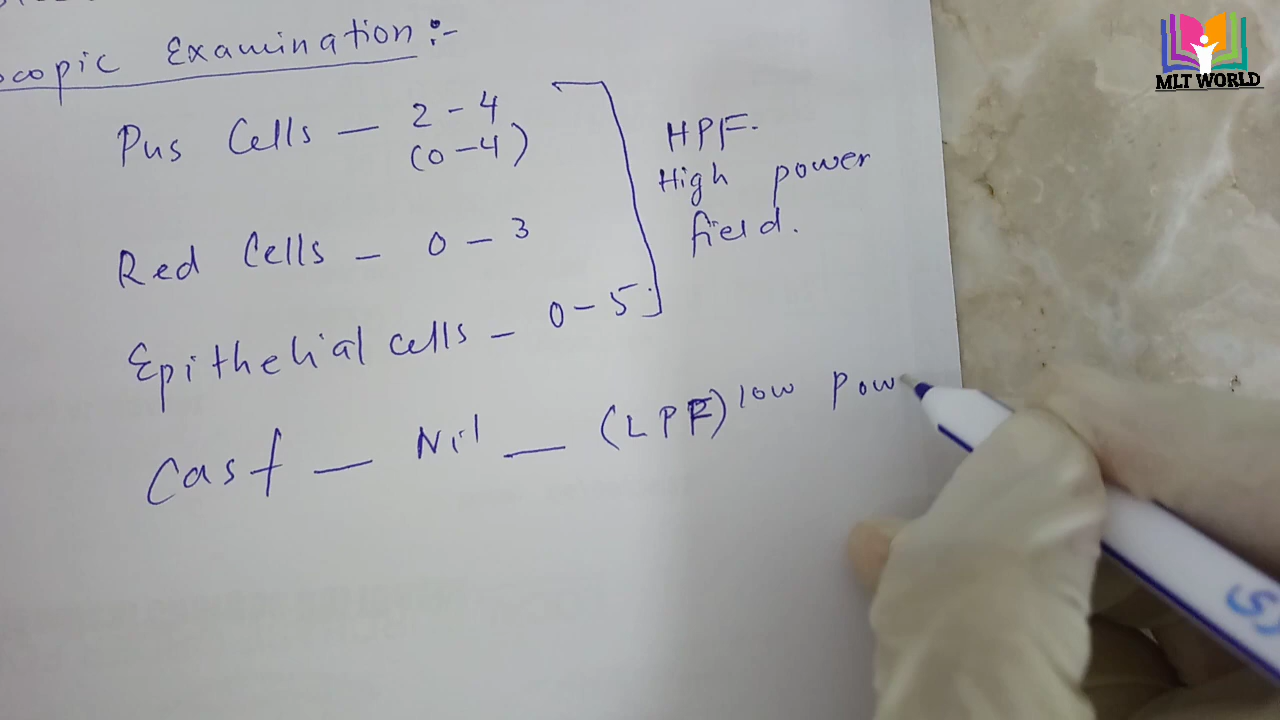 MLT WORLD
scopic Examination :-
Pus Cells — 2 - 4
(0 - 4)
HPF.
High power
field.
Red Cells - 0 - 3
Epithelial cells - 0 - 5
Cast — Nil — (LPF) low pow